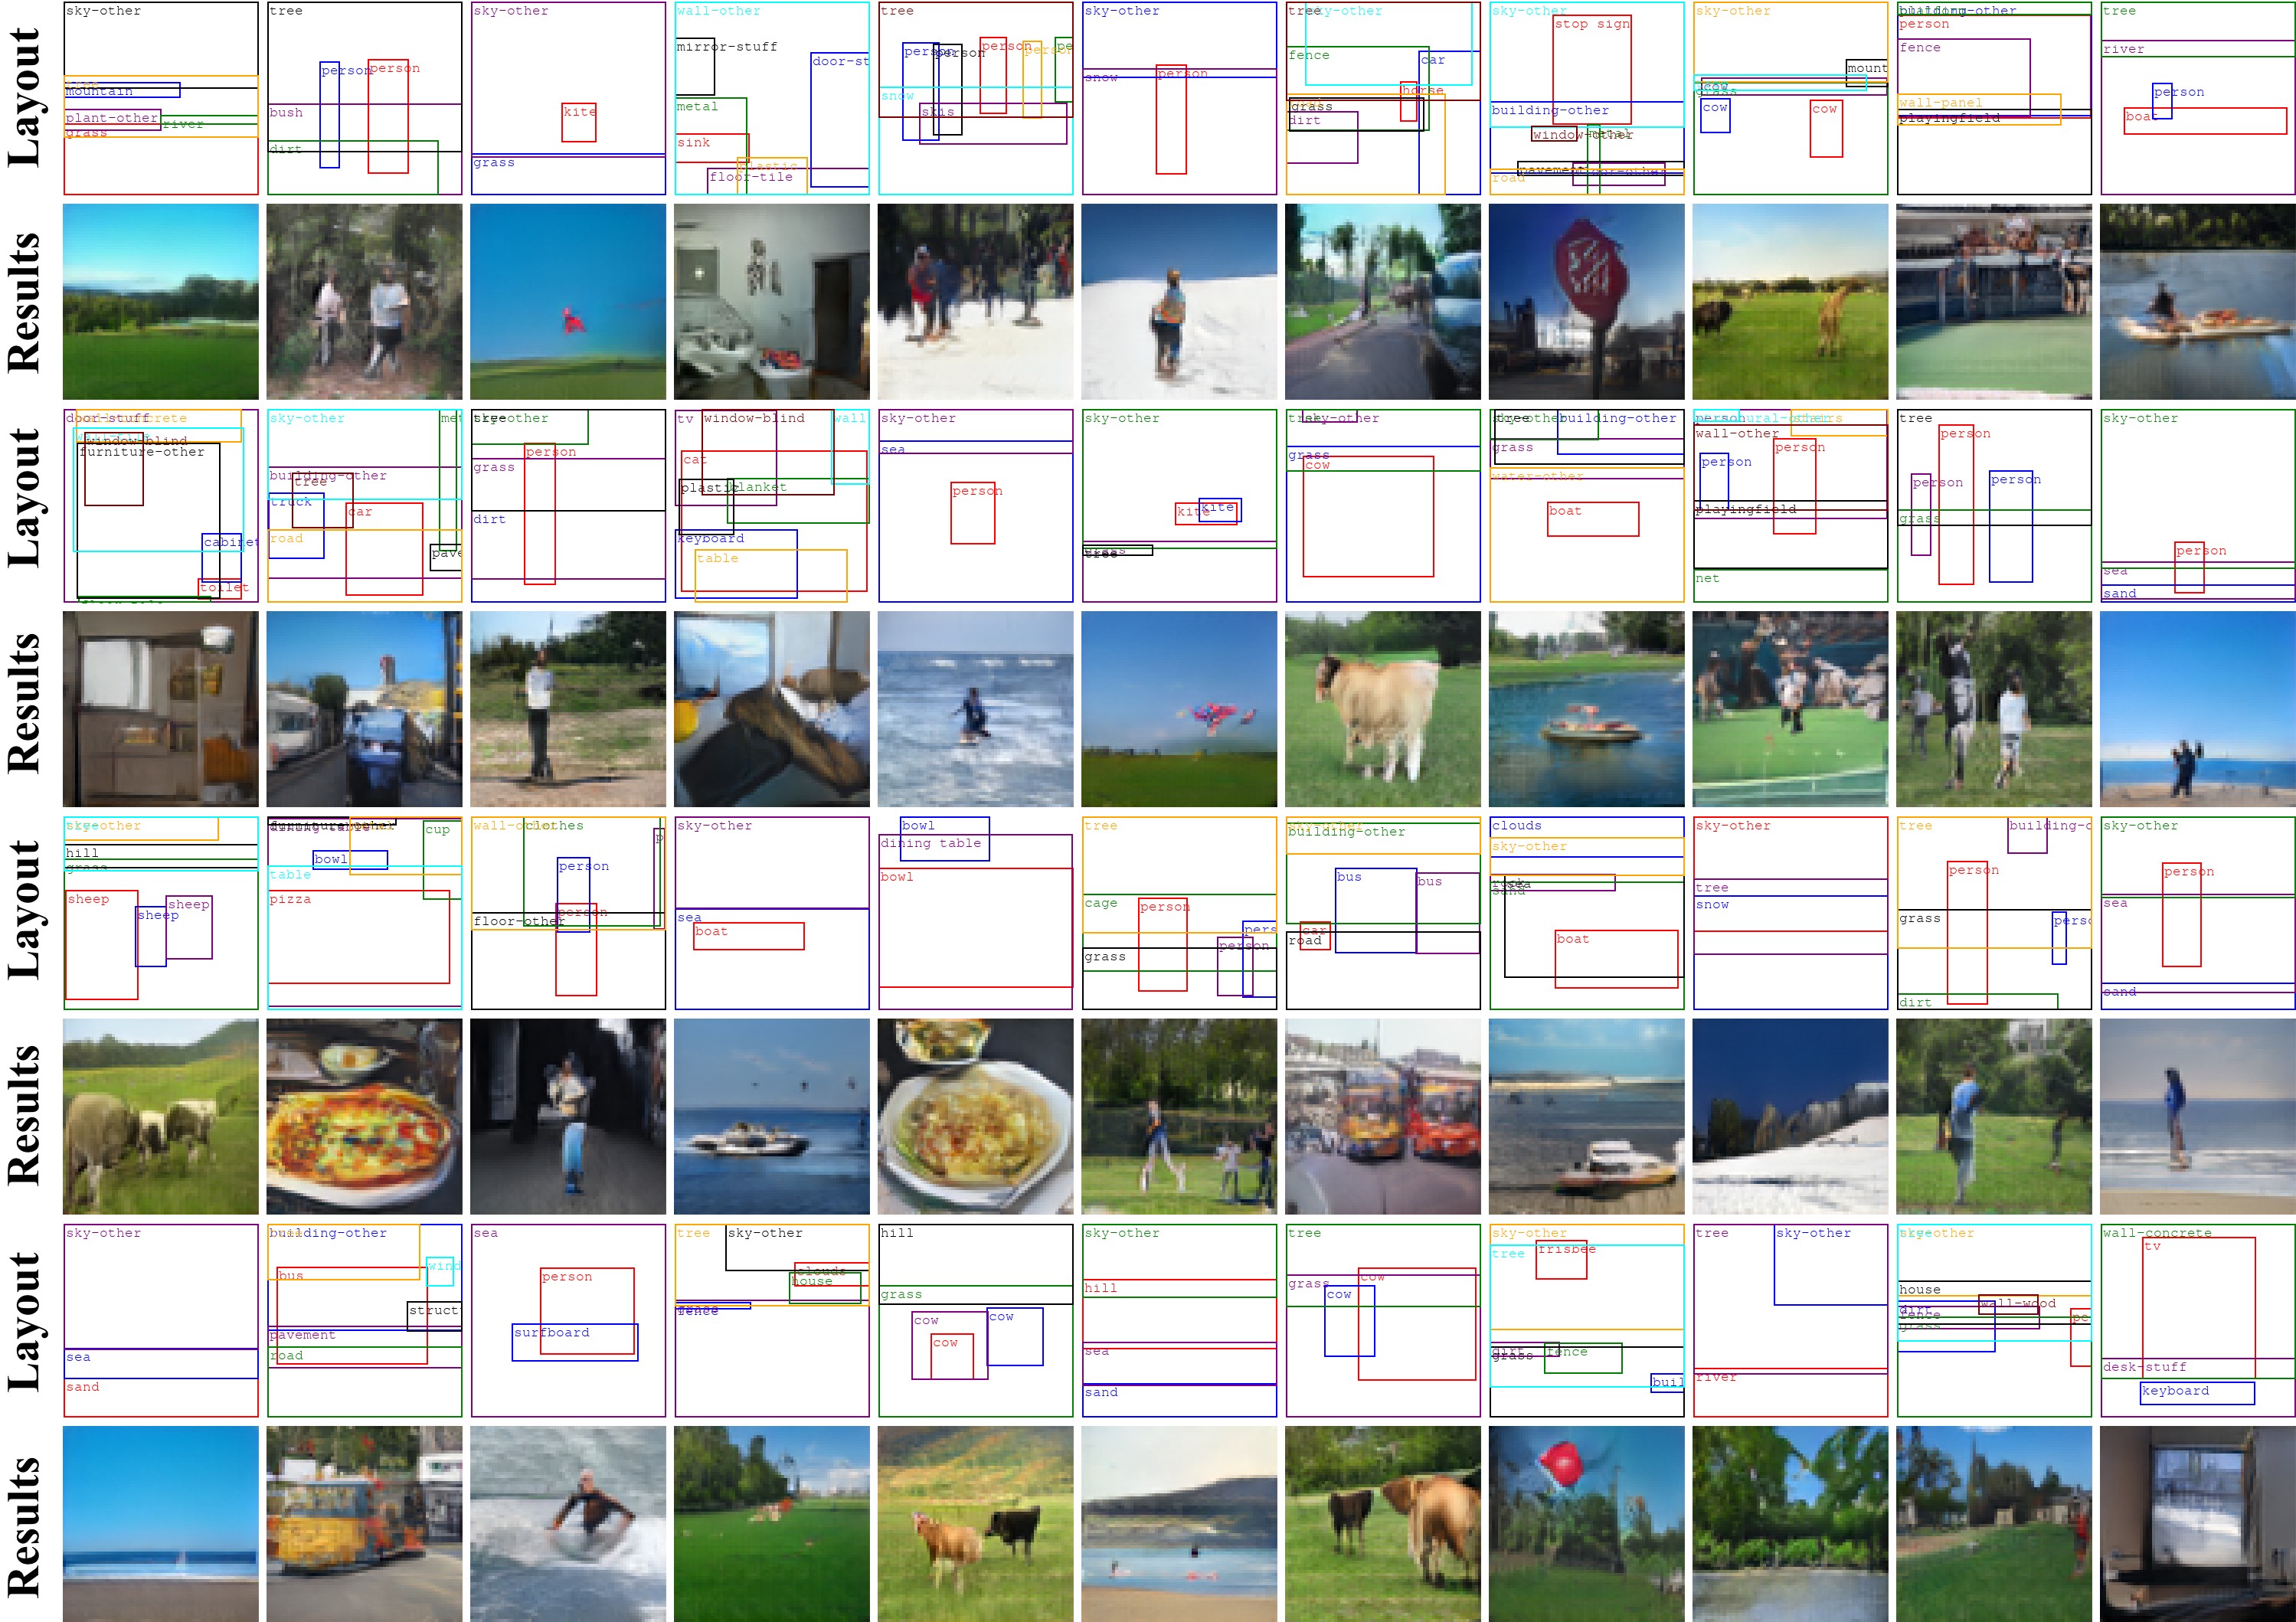 Layout
sky-other
mountain
plant-other
river
grass
tree
person
person
bush
dirt
sky-other
kite
grass
wall-other
mirror-stuff
door-st
metal
sink
plastic
floor-tile
tree
person
person
person
person
pe
snow
skis
sky-other
person
snow
tree
sky-other
fence
car
horse
grass
dirt
sky-other
stop sign
building-other
window-other
metal
pavement
road
sky-other
mount
cow
grass
cow
cow
building-other
person
fence
wall-panel
playingfield
tree
river
person
boat
Results
Layout
door-stuff
window-blind
furniture-other
cabinet
toilet
sky-other
met
building-other
tree
truck
car
road
pave
sky-other
person
grass
dirt
tv
window-blind
wall
cat
plastic
blanket
keyboard
table
sky-other
sea
person
sky-other
kite
kite
grass
tree
sky-other
grass
cow
tree
building-other
grass
water-other
boat
person
wall-other
person
person
playingfield
net
tree
person
person
person
grass
sky-other
person
sea
sand
Results
Layout
sky-other
hill
grass
sheep
sheep
sheep
dining table
cup
bowl
table
pizza
clothes
p
person
person
floor-other
sky-other
sea
boat
bowl
dining table
bowl
tree
cage
person
pers
person
grass
building-other
bus
bus
car
road
clouds
sky-other
sea
sand
boat
sky-other
tree
snow
tree
building-o
person
grass
perso
dirt
sky-other
person
sea
sand
Results
Layout
sky-other
sea
sand
building-other
wind
bus
struct
pavement
road
sea
person
surfboard
tree
sky-other
clouds
house
fence
hill
grass
cow
cow
cow
sky-other
hill
sea
sand
tree
grass
cow
cow
sky-other
frisbee
tree
dirt
grass
fence
buil
tree
sky-other
river
sky-other
house
wall-wood
dirt
fence
grass
pe
wall-concrete
tv
desk-stuff
keyboard
Results